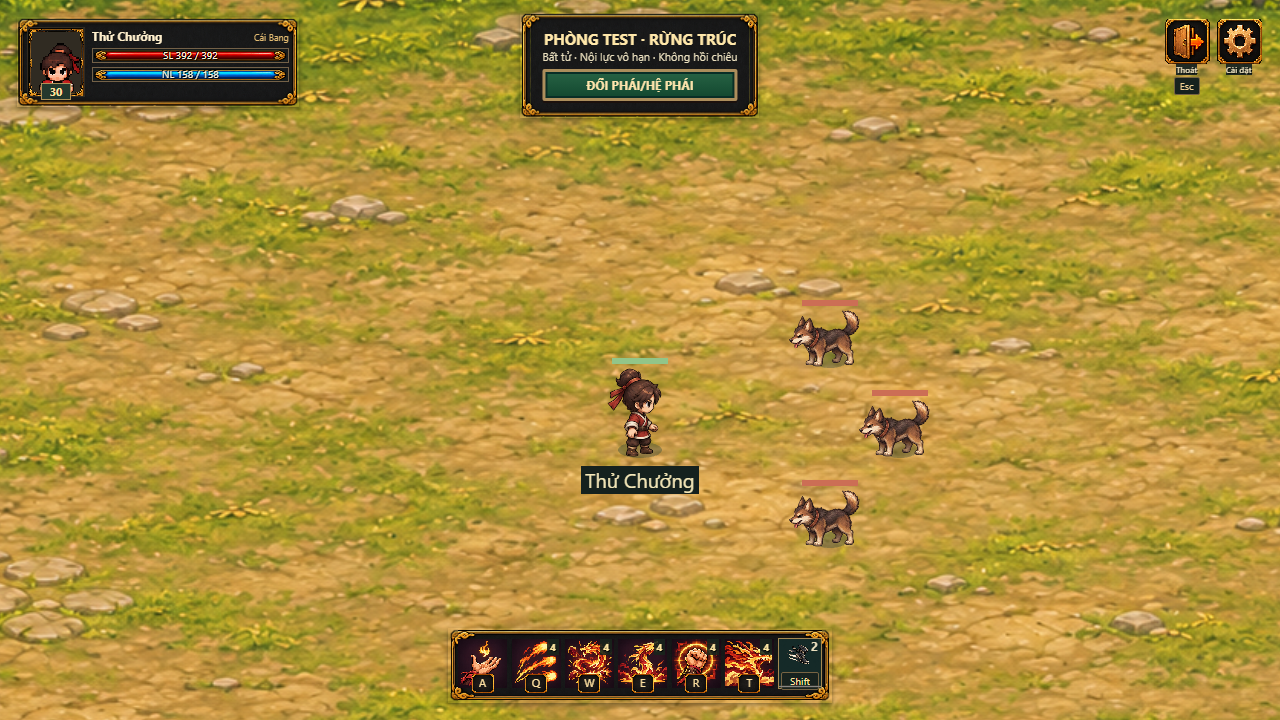 Thử Chưởng
Cái Bang
SL 392 / 392
NL 158 / 158
30
PHÒNG TEST · RỪNG TRÚC
Bất tử · Nội lực vô hạn · Không hồi chiêu
ĐỔI PHÁI/HỆ PHÁI
Thoát
Esc
Cài đặt
Thử Chưởng
A
4
Q
4
W
4
E
4
R
4
T
2
Shift